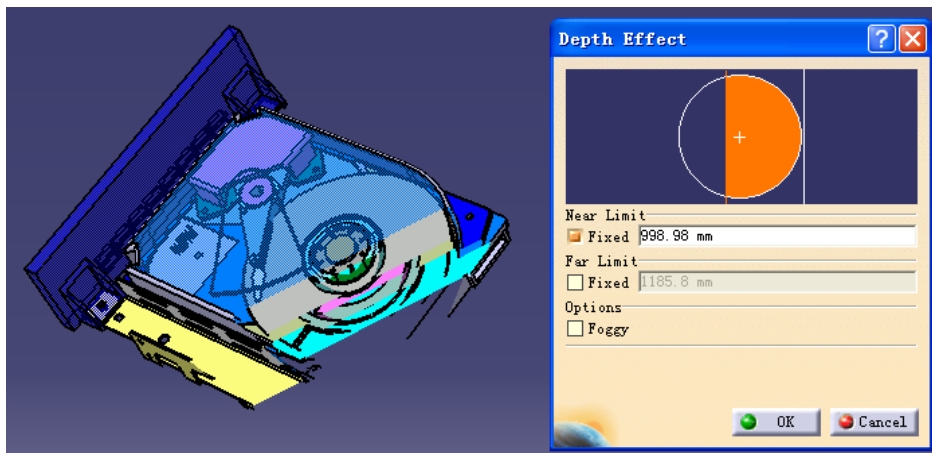 Depth Effect
Near Limit
Fixed 998.98 mm
Far Limit
Fixed 1185.8 mm
Options
Foggy
OK Cancel